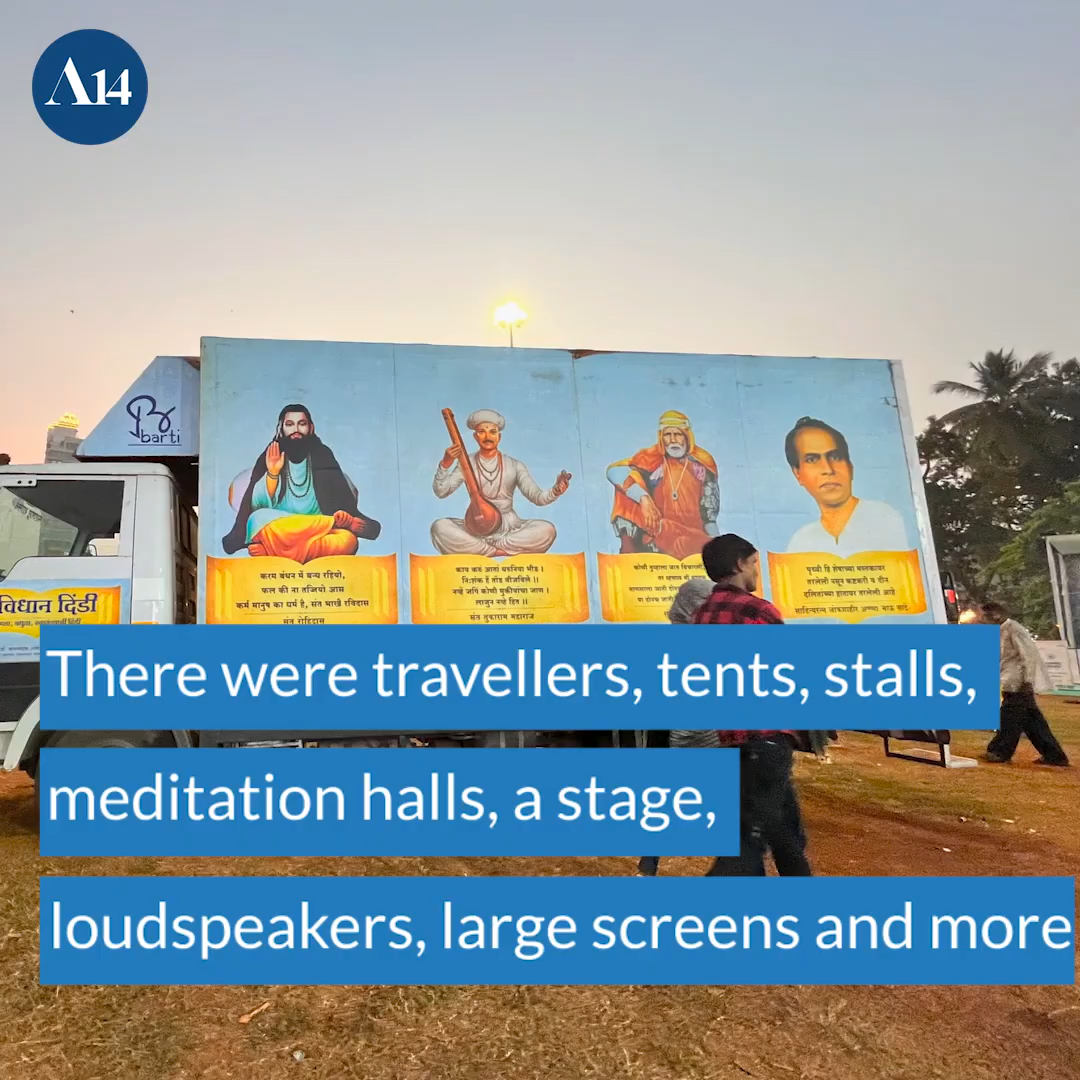 A14
barti
करम बंधन में बन्ध रहियो,
फल की ना तज्जियो आस
कर्म मानुष का धर्म है, संत भाखै रविदास
संत रोहिदास
काय करु आतां धरुनिया भीड।
नि:शंक हें तोंड वाजविले।।
नव्हे जगिं कोणी मुकीयांचा जाण।
लाजुन नव्हे हित।।
संत तुकाराम महाराज
पृथ्वी ही शेषाच्या मस्तकावर
तरलेली नसून कष्टकरी व दीन
दलितांच्या हातावर तरलेली आहे
साहित्यरत्न लोकशाहीर अण्णा भाऊ साठे
विधान दिंडी
There were travellers, tents, stalls,
meditation halls, a stage,
loudspeakers, large screens and more